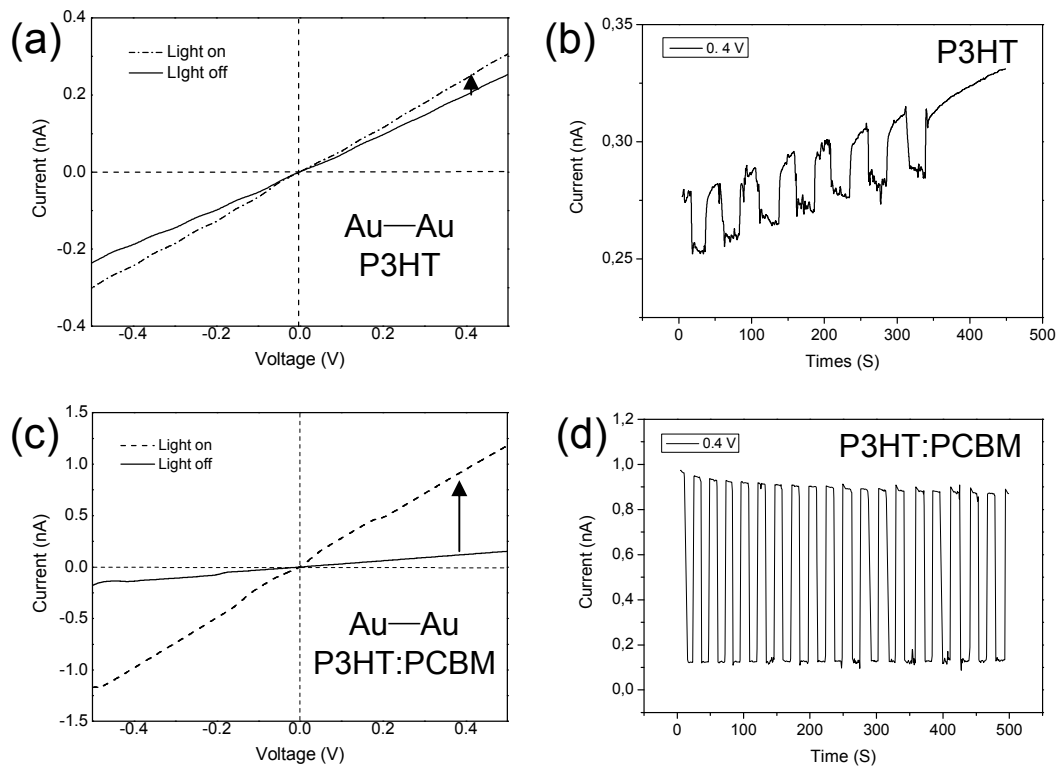 (a)
Light on
LIght off
Current (nA)
0.4
0.2
0.0
-0.2
-0.4
Au—Au
P3HT
-0.4
-0.2
0.0
0.2
0.4
Voltage (V)
(b)
0. 4 V
P3HT
Current (nA)
0,35
0,30
0,25
0
50
100
150
200
250
300
350
400
450
500
Times (S)
(c)
Light on
Light off
Current (nA)
1.5
1.0
0.5
0.0
-0.5
-1.0
-1.5
Au—Au
P3HT:PCBM
-0.4
-0.2
0.0
0.2
0.4
Voltage (V)
(d)
0.4 V
P3HT:PCBM
Current (nA)
1,2
1,0
0,8
0,6
0,4
0,2
0,0
0
100
200
300
400
500
Time (S)